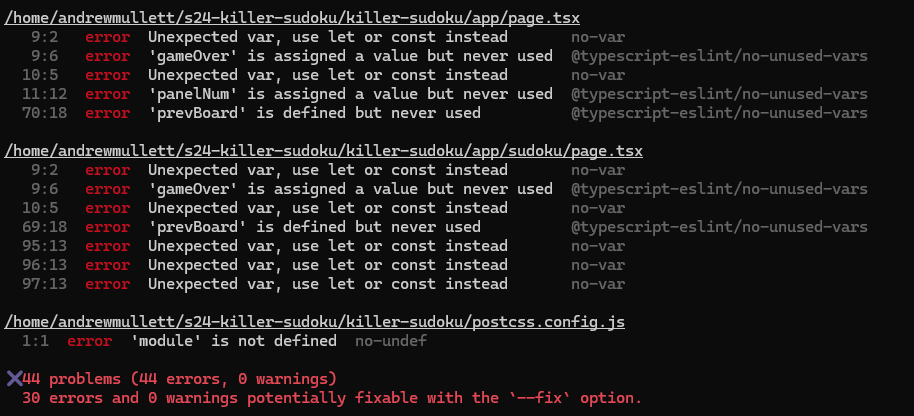 /home/andrewmullett/s24-killer-sudoku/killer-sudoku/app/page.tsx
9:2 error Unexpected var, use let or const instead no-var
9:6 error 'gameOver' is assigned a value but never used @typescript-eslint/no-unused-vars
10:5 error Unexpected var, use let or const instead no-var
11:12 error 'panelNum' is assigned a value but never used @typescript-eslint/no-unused-vars
70:18 error 'prevBoard' is defined but never used @typescript-eslint/no-unused-vars
/home/andrewmullett/s24-killer-sudoku/killer-sudoku/app/sudoku/page.tsx
9:2 error Unexpected var, use let or const instead no-var
9:6 error 'gameOver' is assigned a value but never used @typescript-eslint/no-unused-vars
10:5 error Unexpected var, use let or const instead no-var
69:18 error 'prevBoard' is defined but never used @typescript-eslint/no-unused-vars
95:13 error Unexpected var, use let or const instead no-var
96:13 error Unexpected var, use let or const instead no-var
97:13 error Unexpected var, use let or const instead no-var
/home/andrewmullett/s24-killer-sudoku/killer-sudoku/postcss.config.js
1:1 error 'module' is not defined no-undef
✖44 problems (44 errors, 0 warnings)
30 errors and 0 warnings potentially fixable with the `--fix` option.